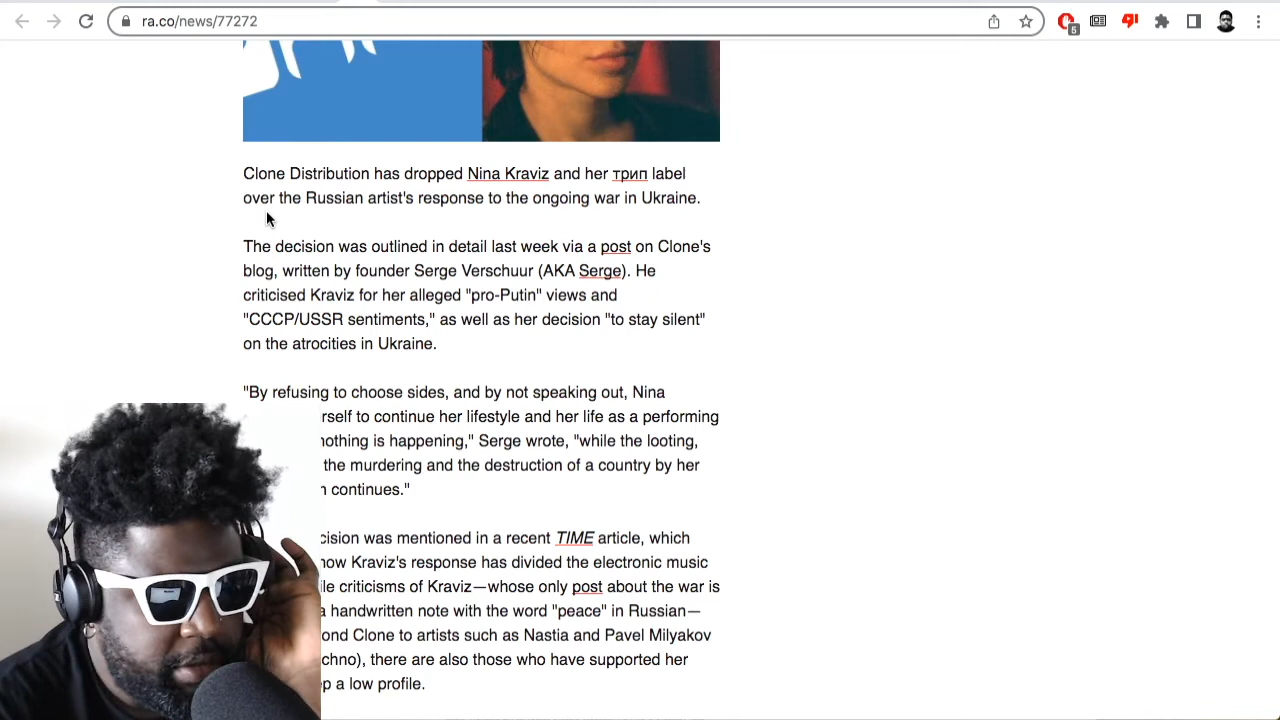 ra.co/news/77272
5
Clone Distribution has dropped Nina Kraviz and her трип label
over the Russian artist's response to the ongoing war in Ukraine.
The decision was outlined in detail last week via a post on Clone's
blog, written by founder Serge Verschuur (AKA Serge). He
criticised Kraviz for her alleged "pro-Putin" views and
"CCCP/USSR sentiments," as well as her decision "to stay silent"
on the atrocities in Ukraine.
"By refusing to choose sides, and by not speaking out, Nina
rself to continue her lifestyle and her life as a performing
nothing is happening," Serge wrote, "while the looting,
the murdering and the destruction of a country by her
n continues."
cision was mentioned in a recent TIME article, which
how Kraviz's response has divided the electronic music
ile criticisms of Kraviz—whose only post about the war is
a handwritten note with the word "peace" in Russian—
ond Clone to artists such as Nastia and Pavel Milyakov
chno), there are also those who have supported her
p a low profile.